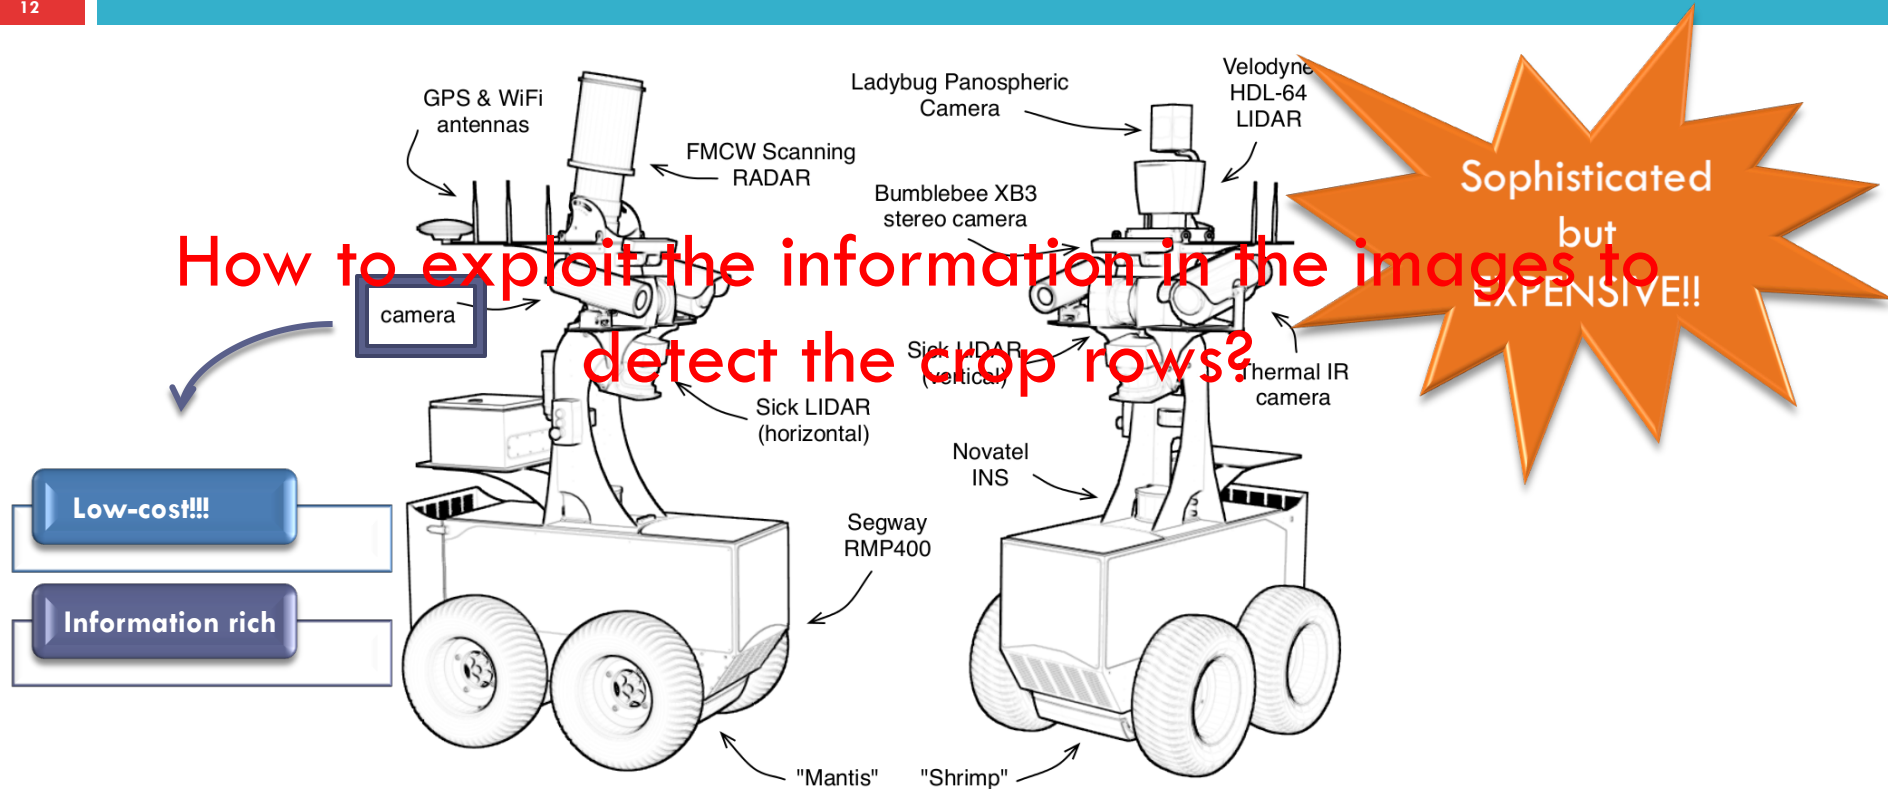 12
GPS & WiFi
antennas
FMCW Scanning
RADAR
Ladybug Panospheric
Camera
Velodyne
HDL-64
LIDAR
Bumblebee XB3
stereo camera
Sophisticated
but
EXPENSIVE!!
How to exploit the information in the images to
detect the crop rows?
camera
Sick LIDAR
(vertical)
Thermal IR
camera
Sick LIDAR
(horizontal)
Novatel
INS
Low-cost!!!
Segway
RMP400
Information rich
"Mantis"
"Shrimp"